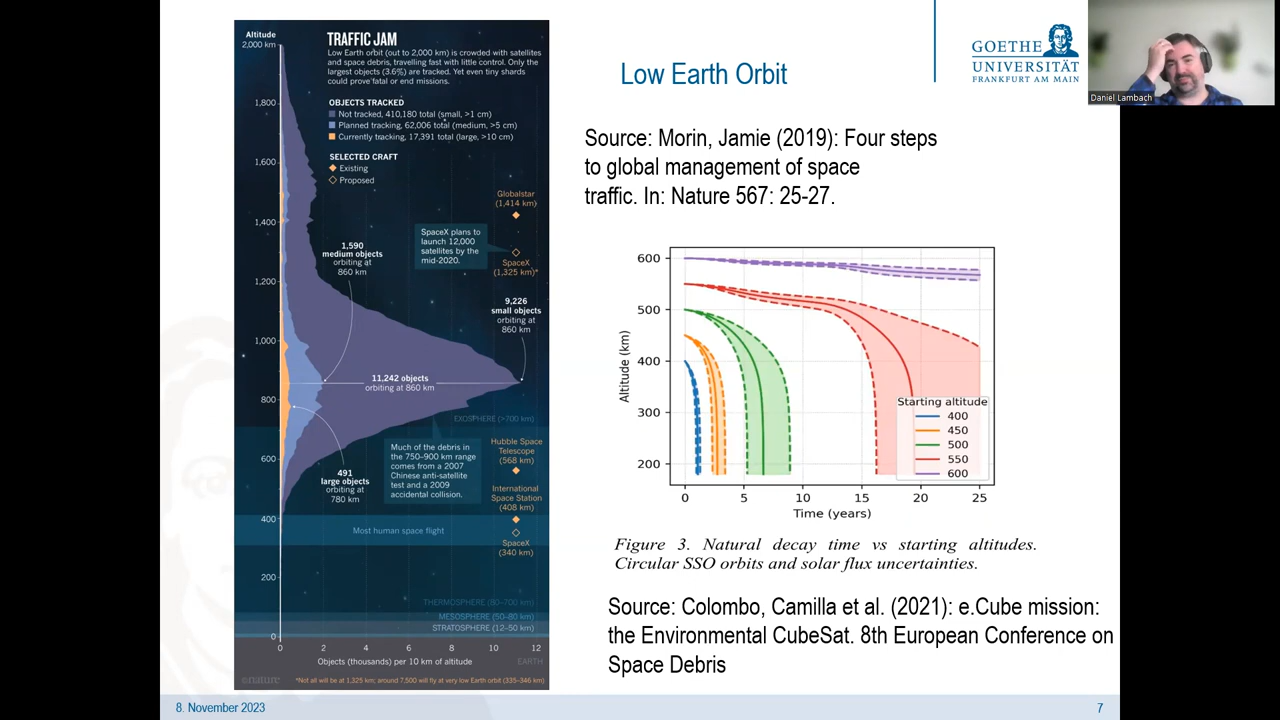 Altitude
2,000 km
1,800
1,600
1,400
1,200
1,000
800
600
400
200
0
TRAFFIC JAM
Low Earth orbit (out to 2,000 km) is crowded with satellites
and space debris, travelling fast with little control. Only the
largest objects (3.6%) are tracked. Yet even tiny shards
could prove fatal or end missions.
OBJECTS TRACKED
Not tracked, 410,180 total (small, >1 cm)
Planned tracking, 62,006 total (medium, >5 cm)
Currently tracking, 17,391 total (large, >10 cm)
SELECTED CRAFT
Existing
Proposed
Globalstar
(1,414 km)
SpaceX plans to
launch 12,000
satellites by the
mid-2020.
SpaceX
(1,325 km)*
1,590
medium objects
orbiting at
860 km
9,226
small objects
orbiting at
860 km
11,242 objects
orbiting at 860 km
EXOSPHERE (>700 km)
Much of the debris in
the 750–900 km range
comes from a 2007
Chinese anti-satellite
test and a 2009
accidental collision.
Hubble Space
Telescope
(568 km)
491
large objects
orbiting at
780 km
International
Space Station
(408 km)
Most human space flight
SpaceX
(340 km)
THERMOSPHERE (80–700 km)
MESOSPHERE (50–80 km)
STRATOSPHERE (12–50 km)
0 2 4 6 8 10 12
Objects (thousands) per 10 km of altitude
EARTH
©nature
*Not all will be at 1,325 km; around 7,500 will fly at very low Earth orbit (335–346 km)
Low Earth Orbit
GOETHE
UNIVERSITÄT
FRANKFURT AM MAIN
Daniel Lambach
Source: Morin, Jamie (2019): Four steps
to global management of space
traffic. In: Nature 567: 25-27.
Altitude (km)
600
500
400
300
200
0 5 10 15 20 25
Time (years)
Starting altitude
400
450
500
550
600
Figure 3. Natural decay time vs starting altitudes.
Circular SSO orbits and solar flux uncertainties.
Source: Colombo, Camilla et al. (2021): e.Cube mission:
the Environmental CubeSat. 8th European Conference on
Space Debris
8. November 2023
7